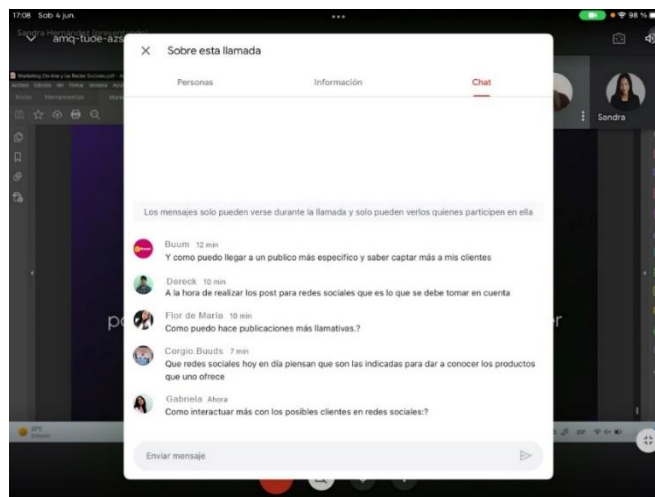 17:08 Sáb 4 jun.
98 %
amq-tuoe-azs
Sobre esta llamada
Personas Información Chat
Sandra
Los mensajes solo pueden verse durante la llamada y solo pueden verlos quienes participen en ella
Buum 12 min
Y como puedo llegar a un publico más especifico y saber captar más a mis clientes
Dereck 10 min
A la hora de realizar los post para redes sociales que es lo que se debe tomar en cuenta
Flor de María 10 min
Como puedo hace publicaciones más llamativas.?
Corgio.Buuds 7 min
Que redes sociales hoy en día piensan que son las indicadas para dar a conocer los productos
que uno ofrece
Gabriela Ahora
Como interactuar más con los posibles clientes en redes sociales:?
Enviar mensaje